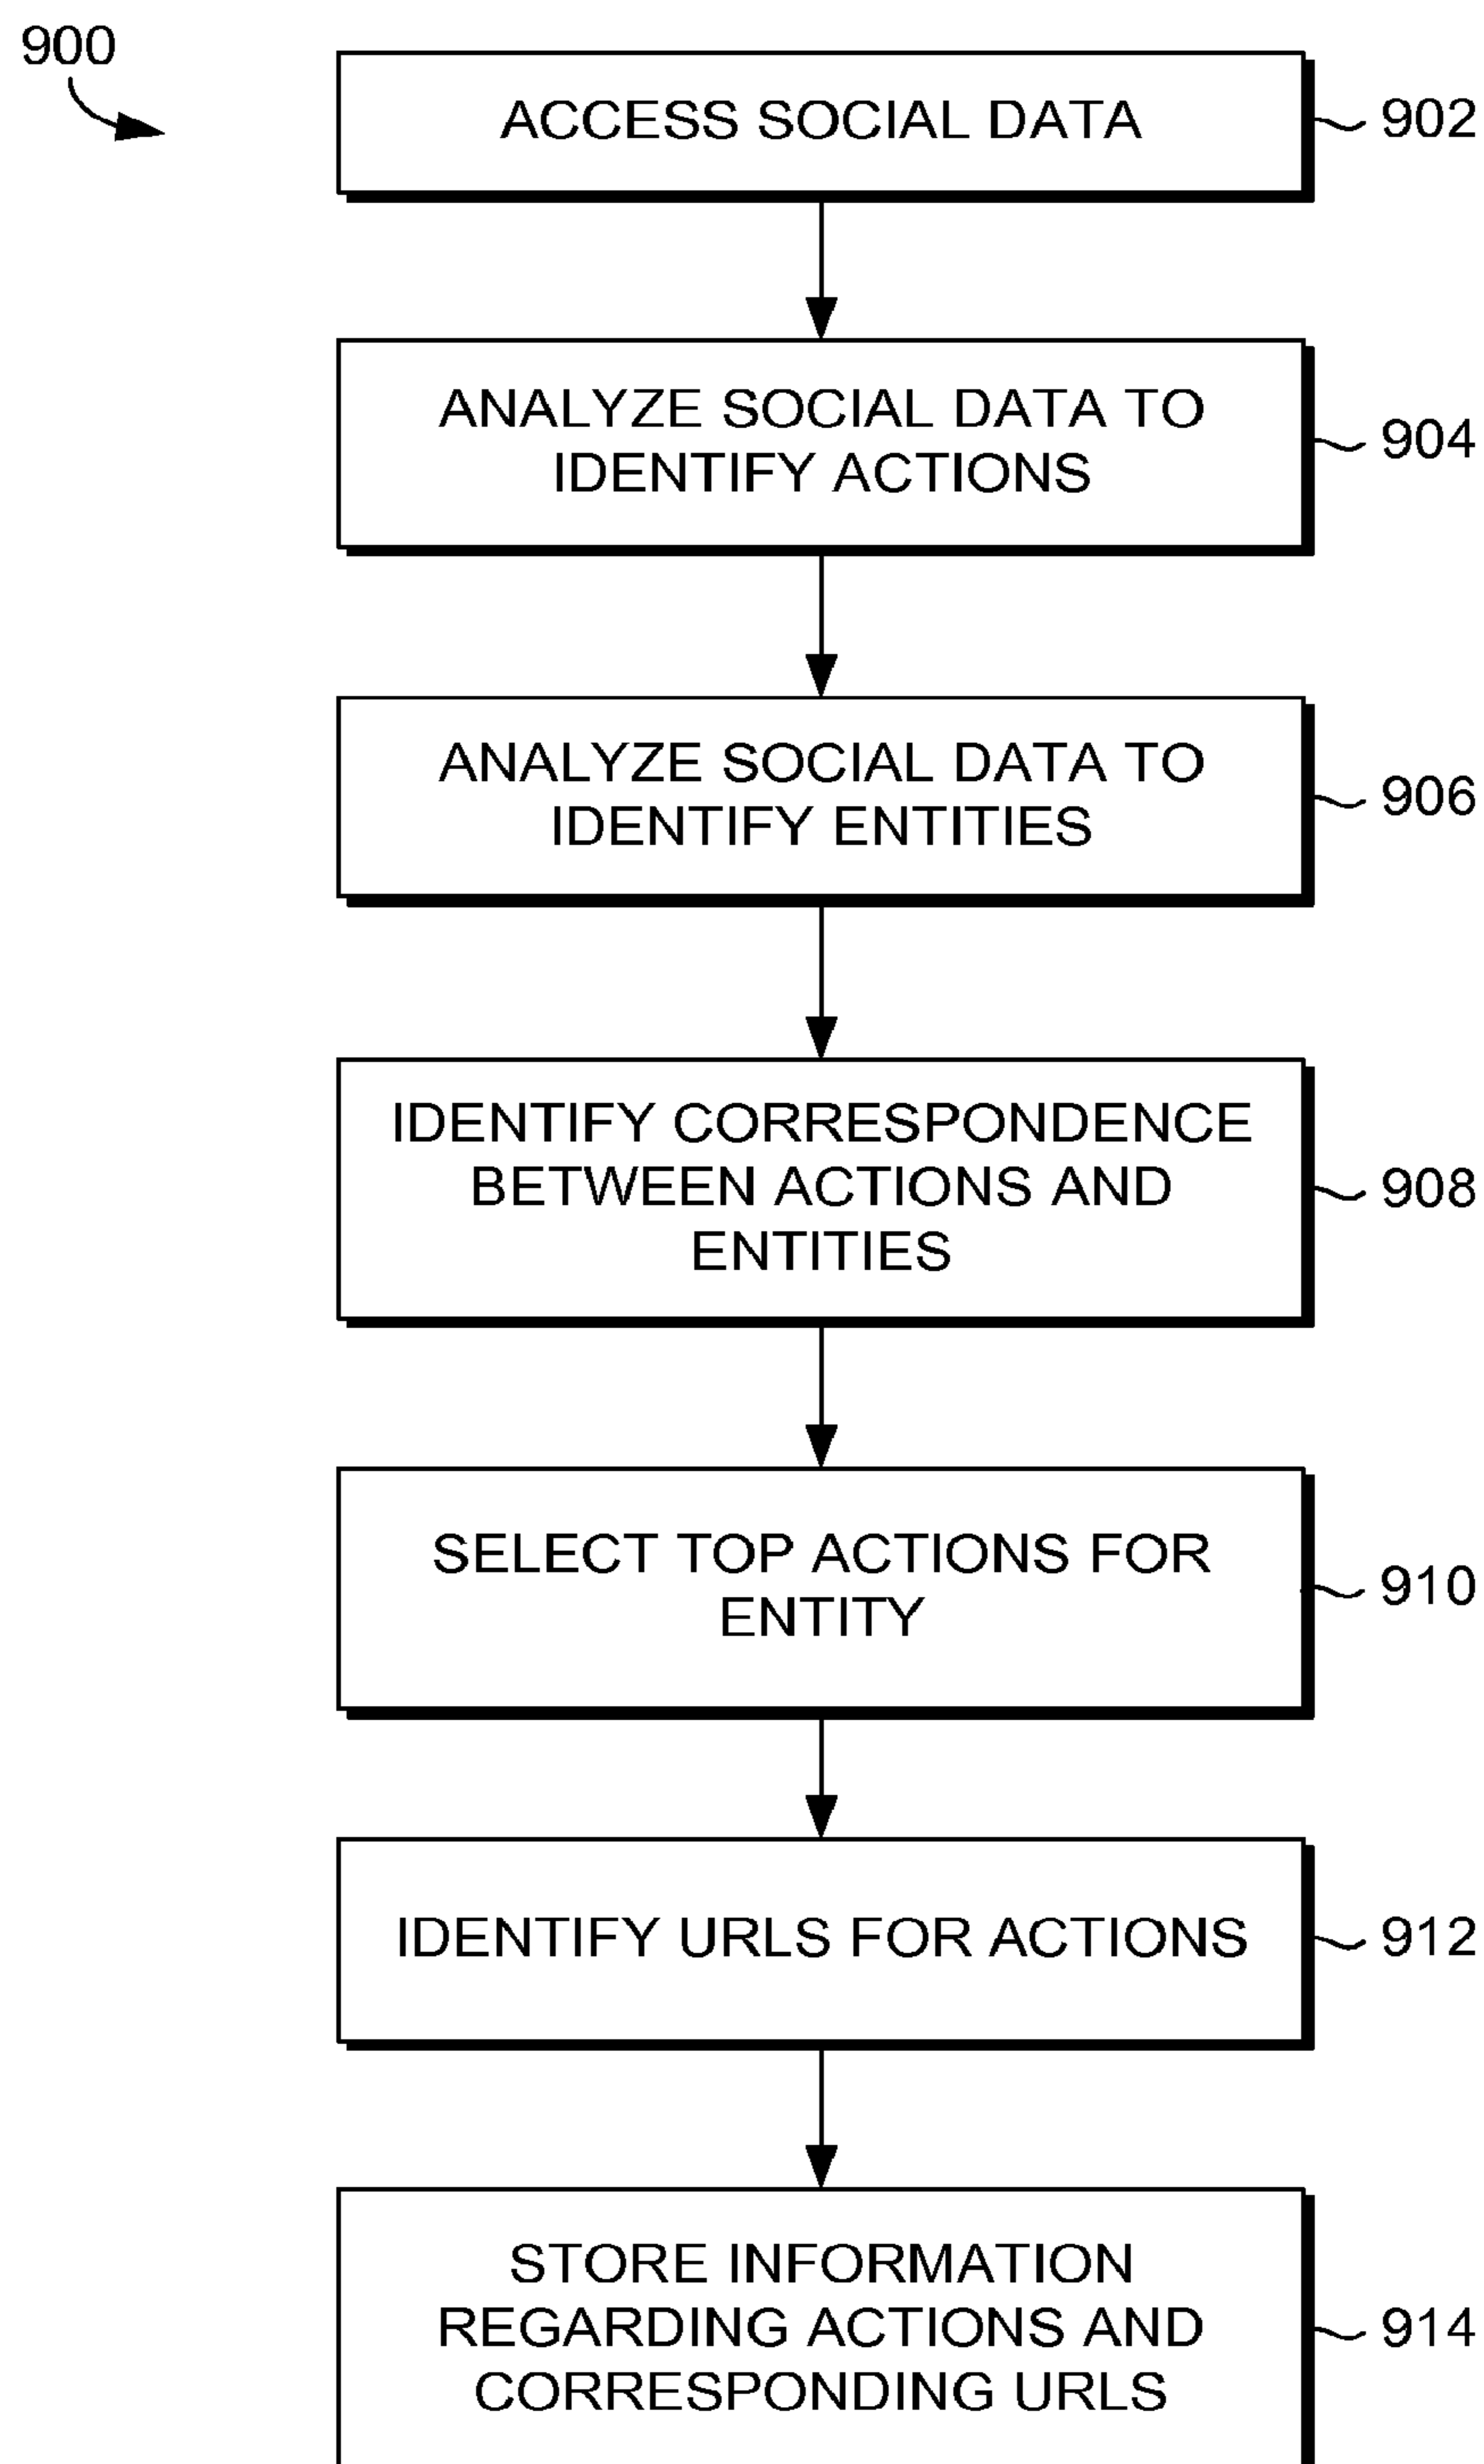 900
ACCESS SOCIAL DATA
902
ANALYZE SOCIAL DATA TO
IDENTIFY ACTIONS
904
ANALYZE SOCIAL DATA TO
IDENTIFY ENTITIES
906
IDENTIFY CORRESPONDENCE
BETWEEN ACTIONS AND
ENTITIES
908
SELECT TOP ACTIONS FOR
ENTITY
910
IDENTIFY URLS FOR ACTIONS
912
STORE INFORMATION
REGARDING ACTIONS AND
CORRESPONDING URLS
914